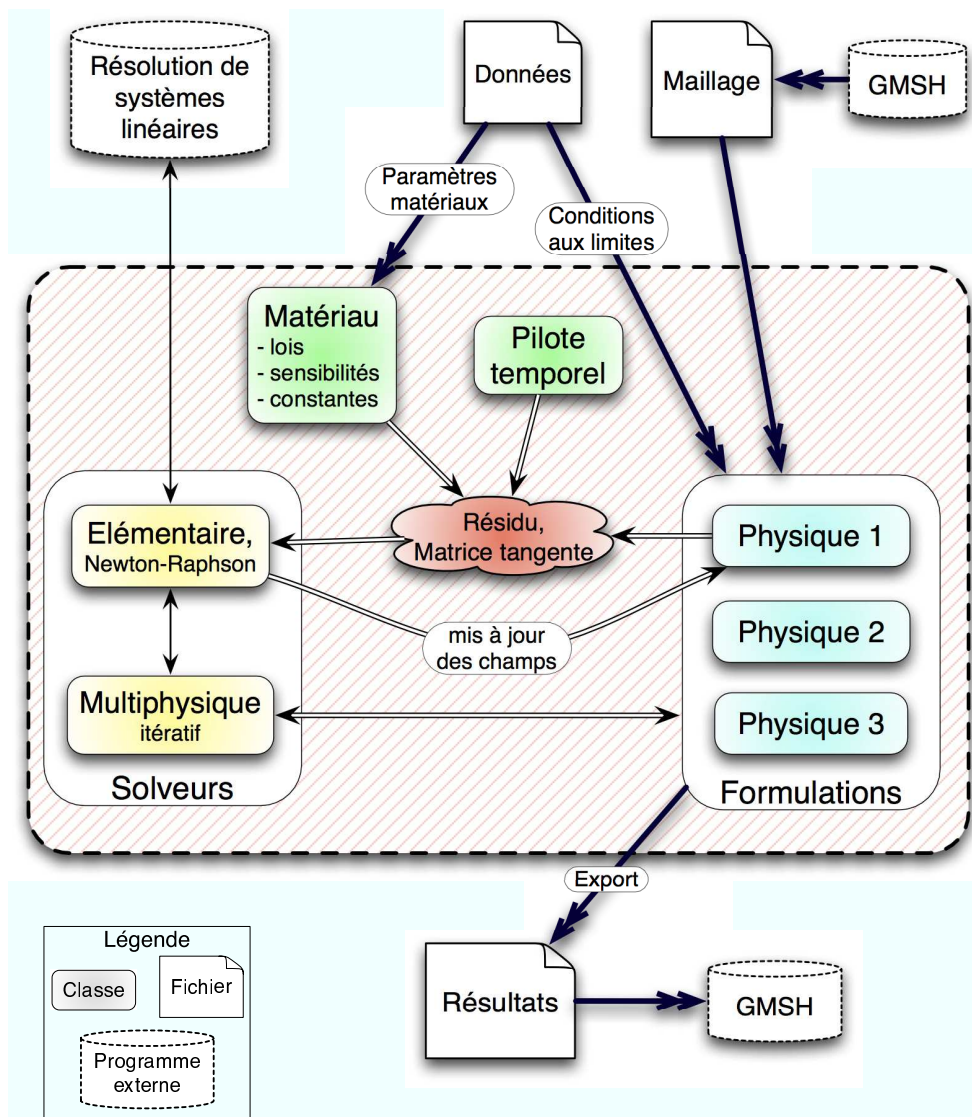 Résolution de
systèmes
linéaires
Données
Maillage
GMSH
Paramètres
matériaux
Conditions
aux limites
Matériau
- lois
- sensibilités
- constantes
Pilote
temporel
Elémentaire,
Newton-Raphson
Résidu,
Matrice tangente
Physique 1
mis à jour
des champs
Physique 2
Multiphysique
itératif
Physique 3
Solveurs
Formulations
Export
Légende
Classe
Fichier
Programme
externe
Résultats
GMSH